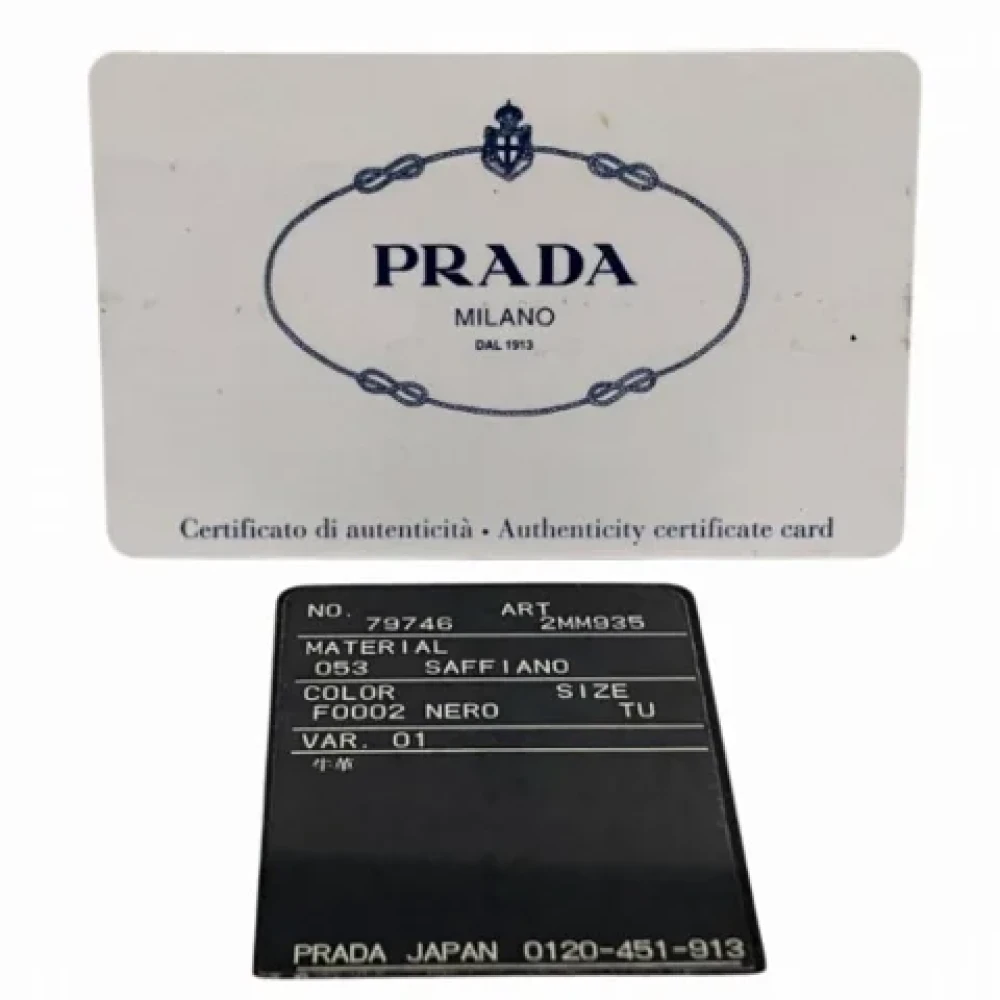 PRADA
MILANO
DAL 1913
Certificato di autenticità • Authenticity certificate card
NO. 79746 ART 2MM935
MATERIAL
053 SAFFIANO
COLOR SIZE
F0002 NERO TU
VAR. 01
牛革
PRADA JAPAN 0120-451-913